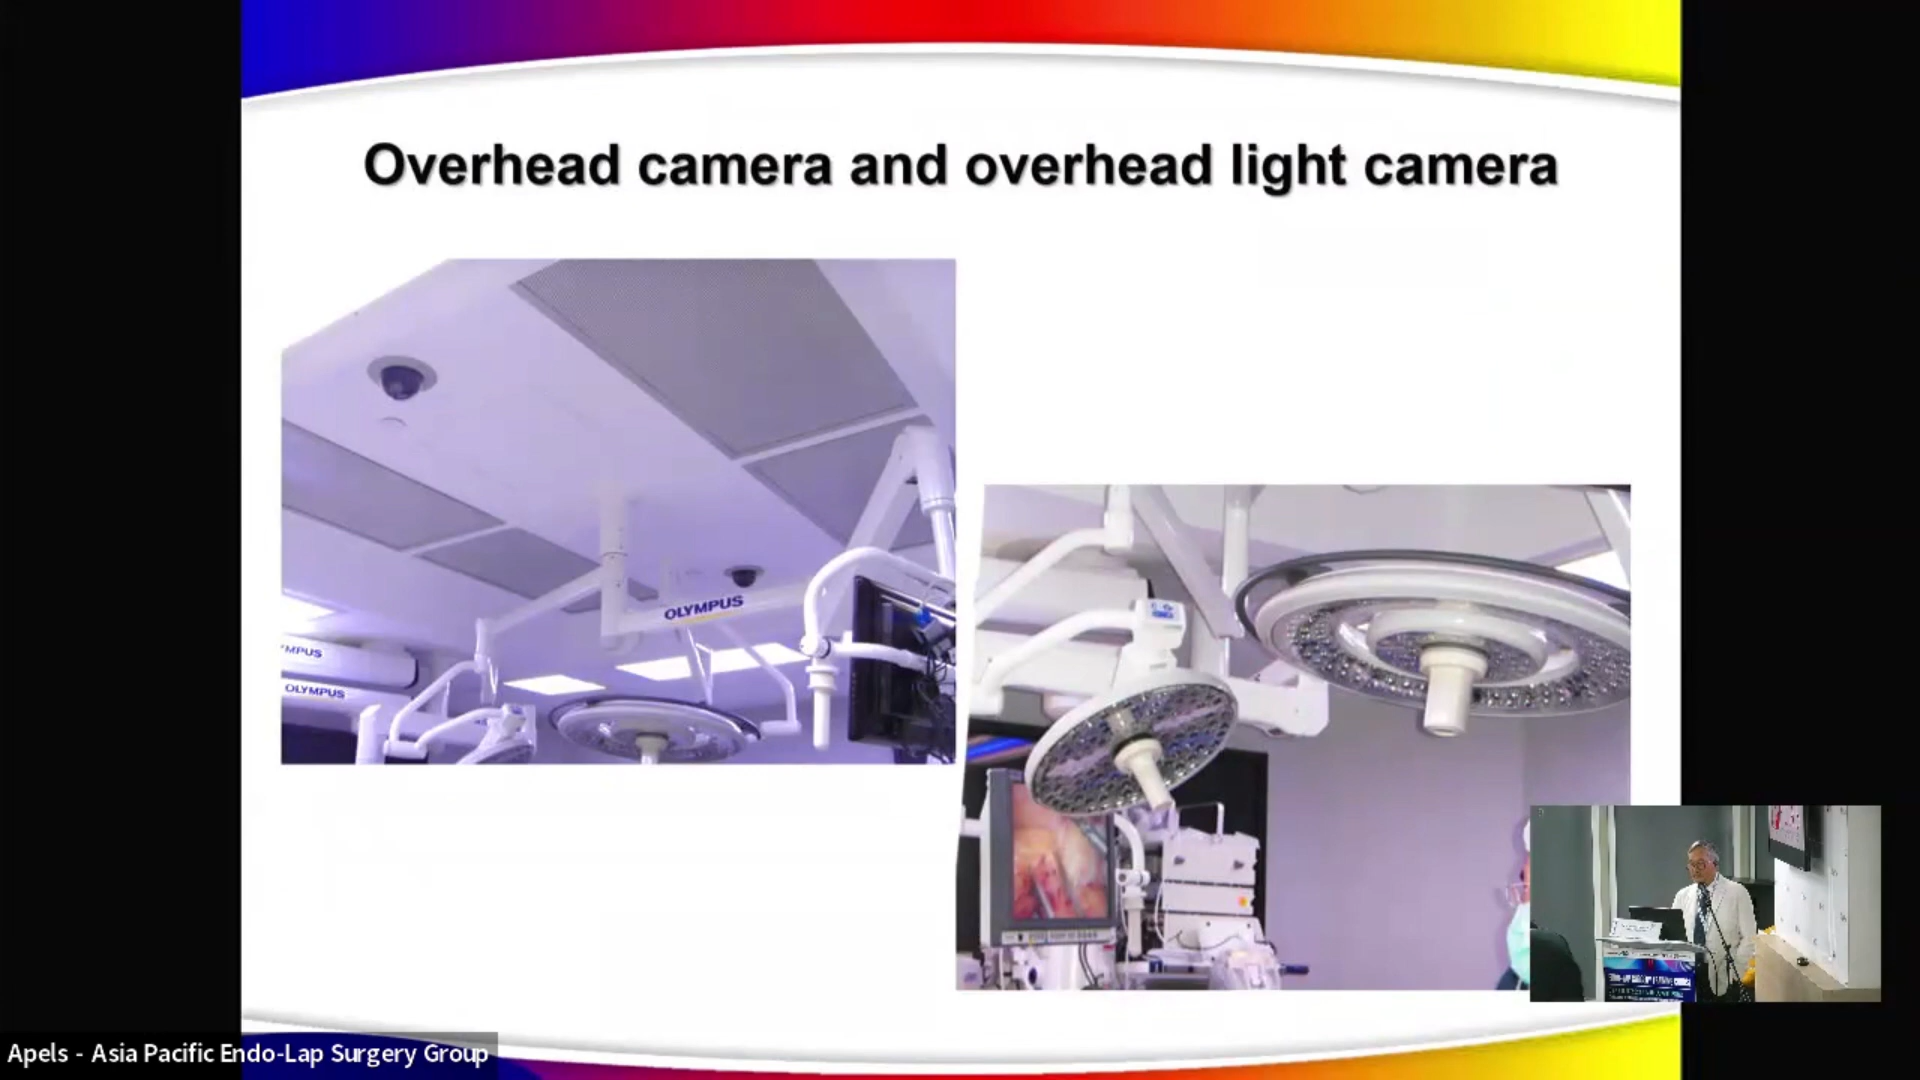 Overhead camera and overhead light camera
OLYMPUS
MPUS
OLYMPUS
Apels - Asia Pacific Endo-Lap Surgery Group